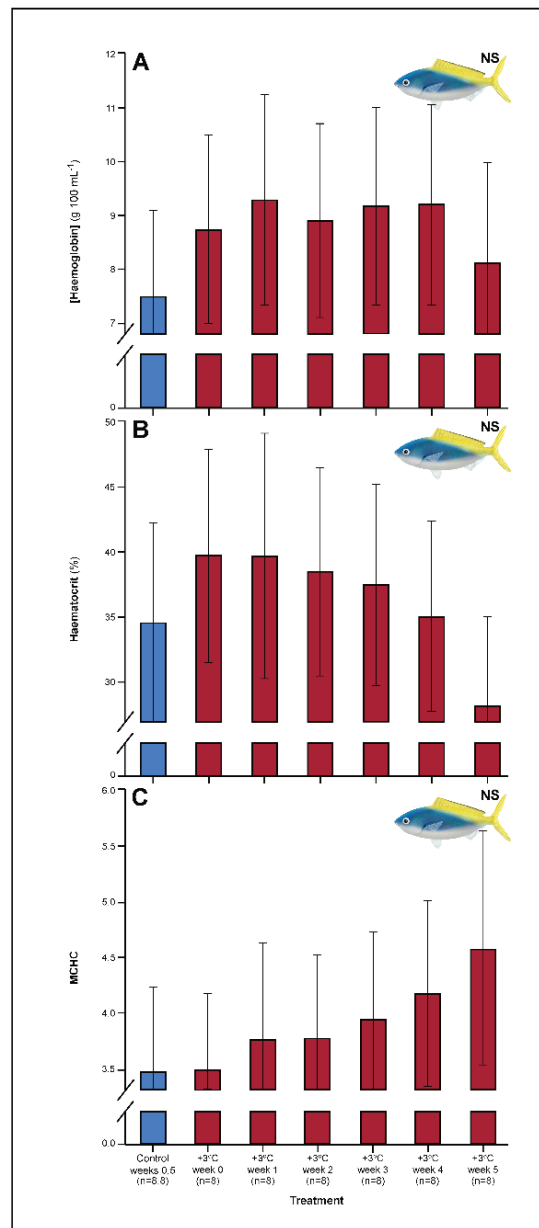 A
NS
12
11
10
9
8
7
0
[Haemoglobin] (g 100 mL⁻¹)
B
NS
50
45
40
35
30
0
Haematocrit (%)
C
NS
6.0
5.5
5.0
4.5
4.0
3.5
0.0
MCHC
Control
weeks 0.5
(n=8.8)
+3°C
week 0
(n=8)
+3°C
week 1
(n=8)
+3°C
week 2
(n=8)
+3°C
week 3
(n=8)
+3°C
week 4
(n=8)
+3°C
week 5
(n=8)
Treatment